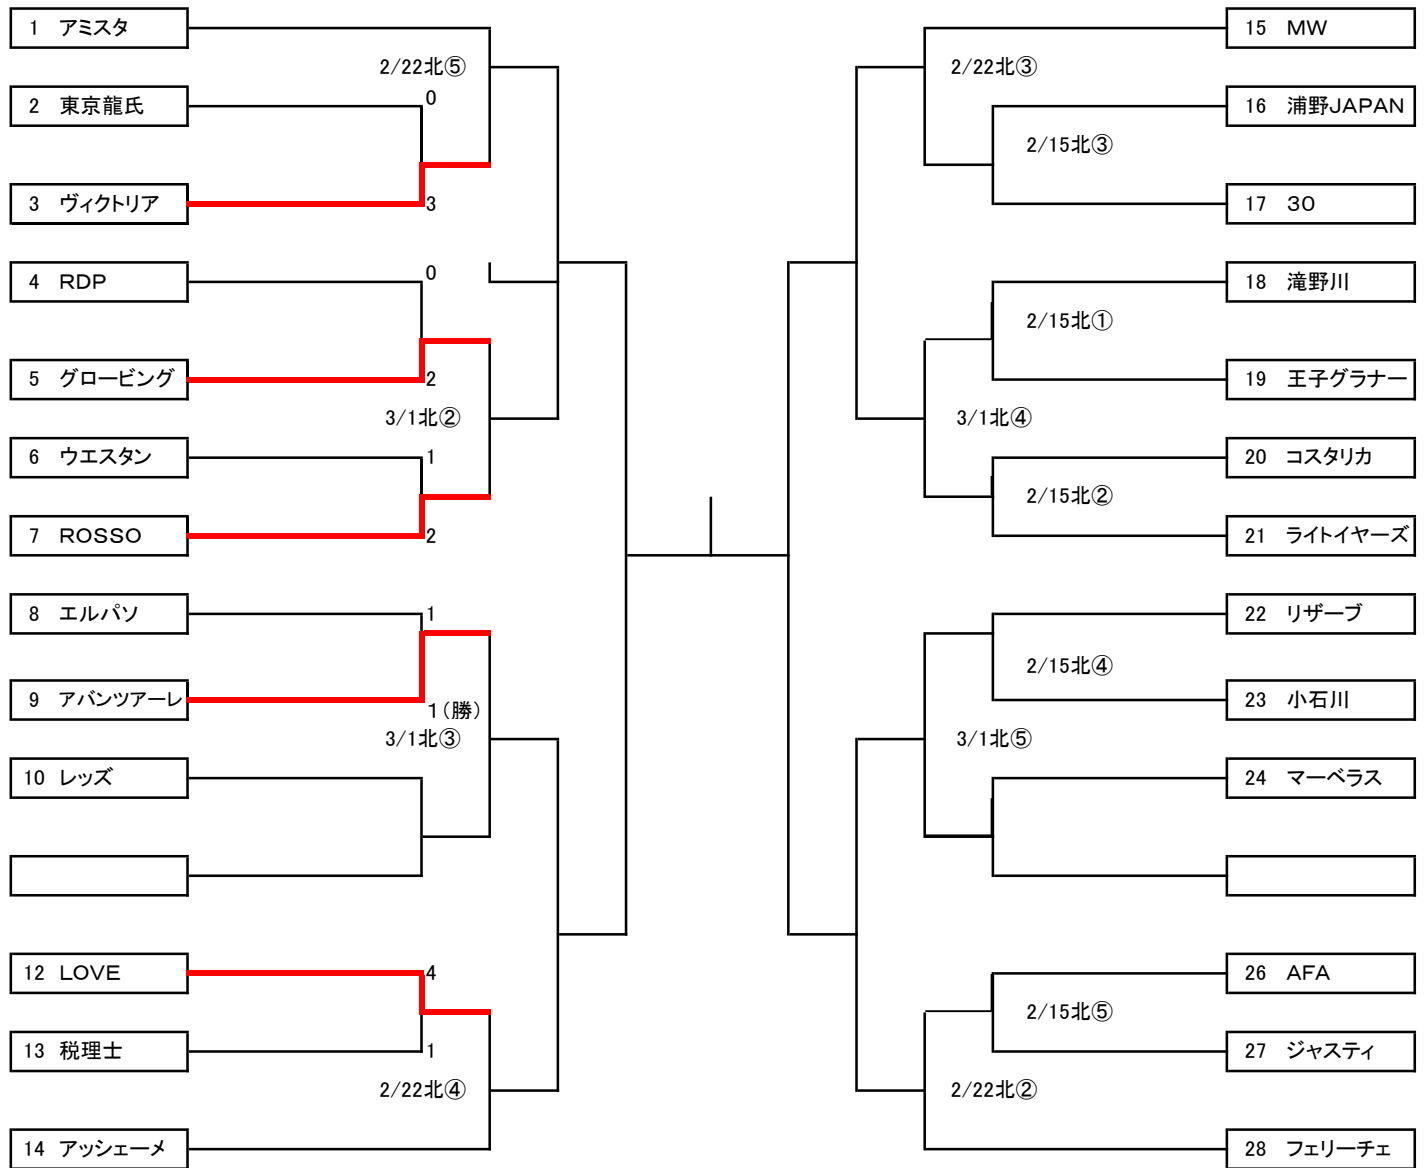 1 アミスタ
2/22北⑤
0
2 東京龍氏
3 ヴィクトリア
3
4 RDP
0
5 グロービング
2
3/1北②
6 ウエスタン
1
7 ROSSO
2
8 エルパソ
1
9 アバンツアーレ
1(勝)
3/1北③
10 レッズ
12 LOVE
4
13 税理士
1
2/22北④
14 アッシェーメ
15 MW
2/22北③
16 浦野JAPAN
2/15北③
17 30
18 滝野川
2/15北①
19 王子グラナー
3/1北④
20 コスタリカ
2/15北②
21 ライトイヤーズ
22 リザーブ
2/15北④
23 小石川
3/1北⑤
24 マーベラス
26 AFA
2/15北⑤
27 ジャスティ
2/22北②
28 フェリーチェ